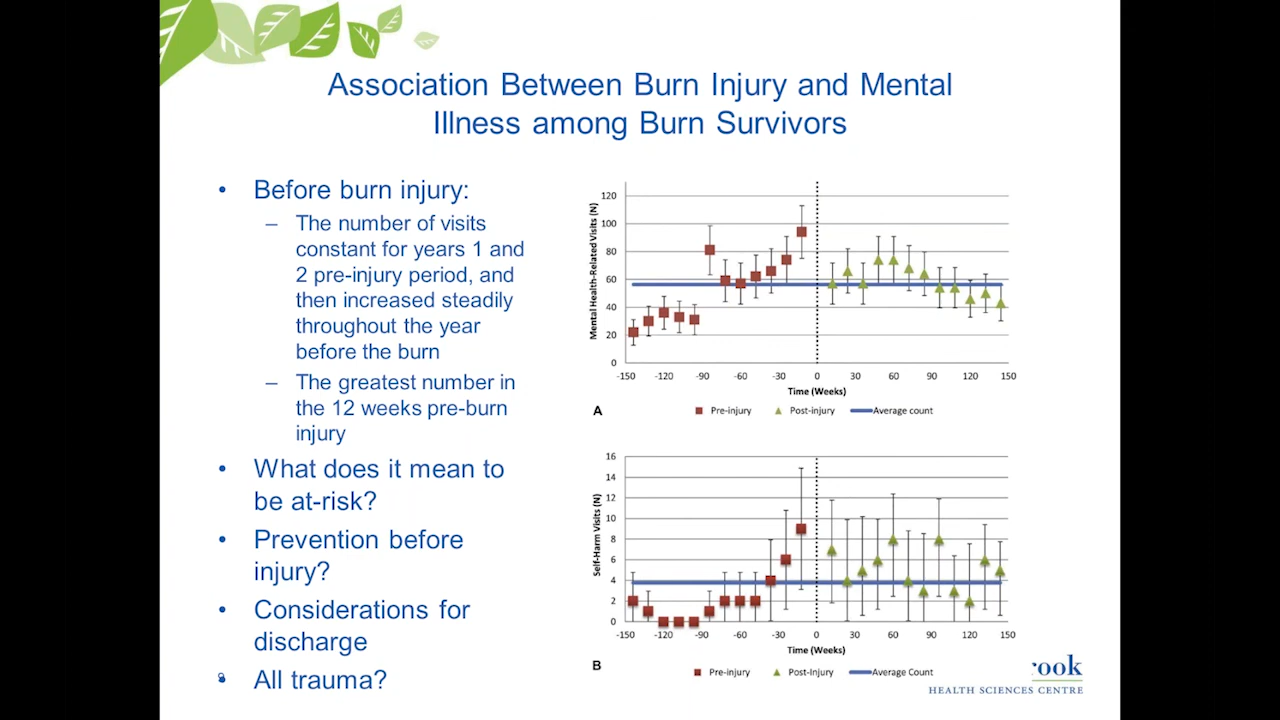 Association Between Burn Injury and Mental
Illness among Burn Survivors
• Before burn injury:
– The number of visits
constant for years 1 and
2 pre-injury period, and
then increased steadily
throughout the year
before the burn
– The greatest number in
the 12 weeks pre-burn
injury
• What does it mean to
be at-risk?
• Prevention before
injury?
• Considerations for
discharge
• All trauma?
Mental Health-Related Visits (N)
120
100
80
60
40
20
0
-150 -120 -90 -60 -30 0 30 60 90 120 150
Time (Weeks)
A
Pre-injury Post-injury Average count
Self-Harm Visits (N)
16
14
12
10
8
6
4
2
0
-150 -120 -90 -60 -30 0 30 60 90 120 150
Time (Weeks)
B
Pre-injury Post-Injury Average Count
rook
HEALTH SCIENCES CENTRE